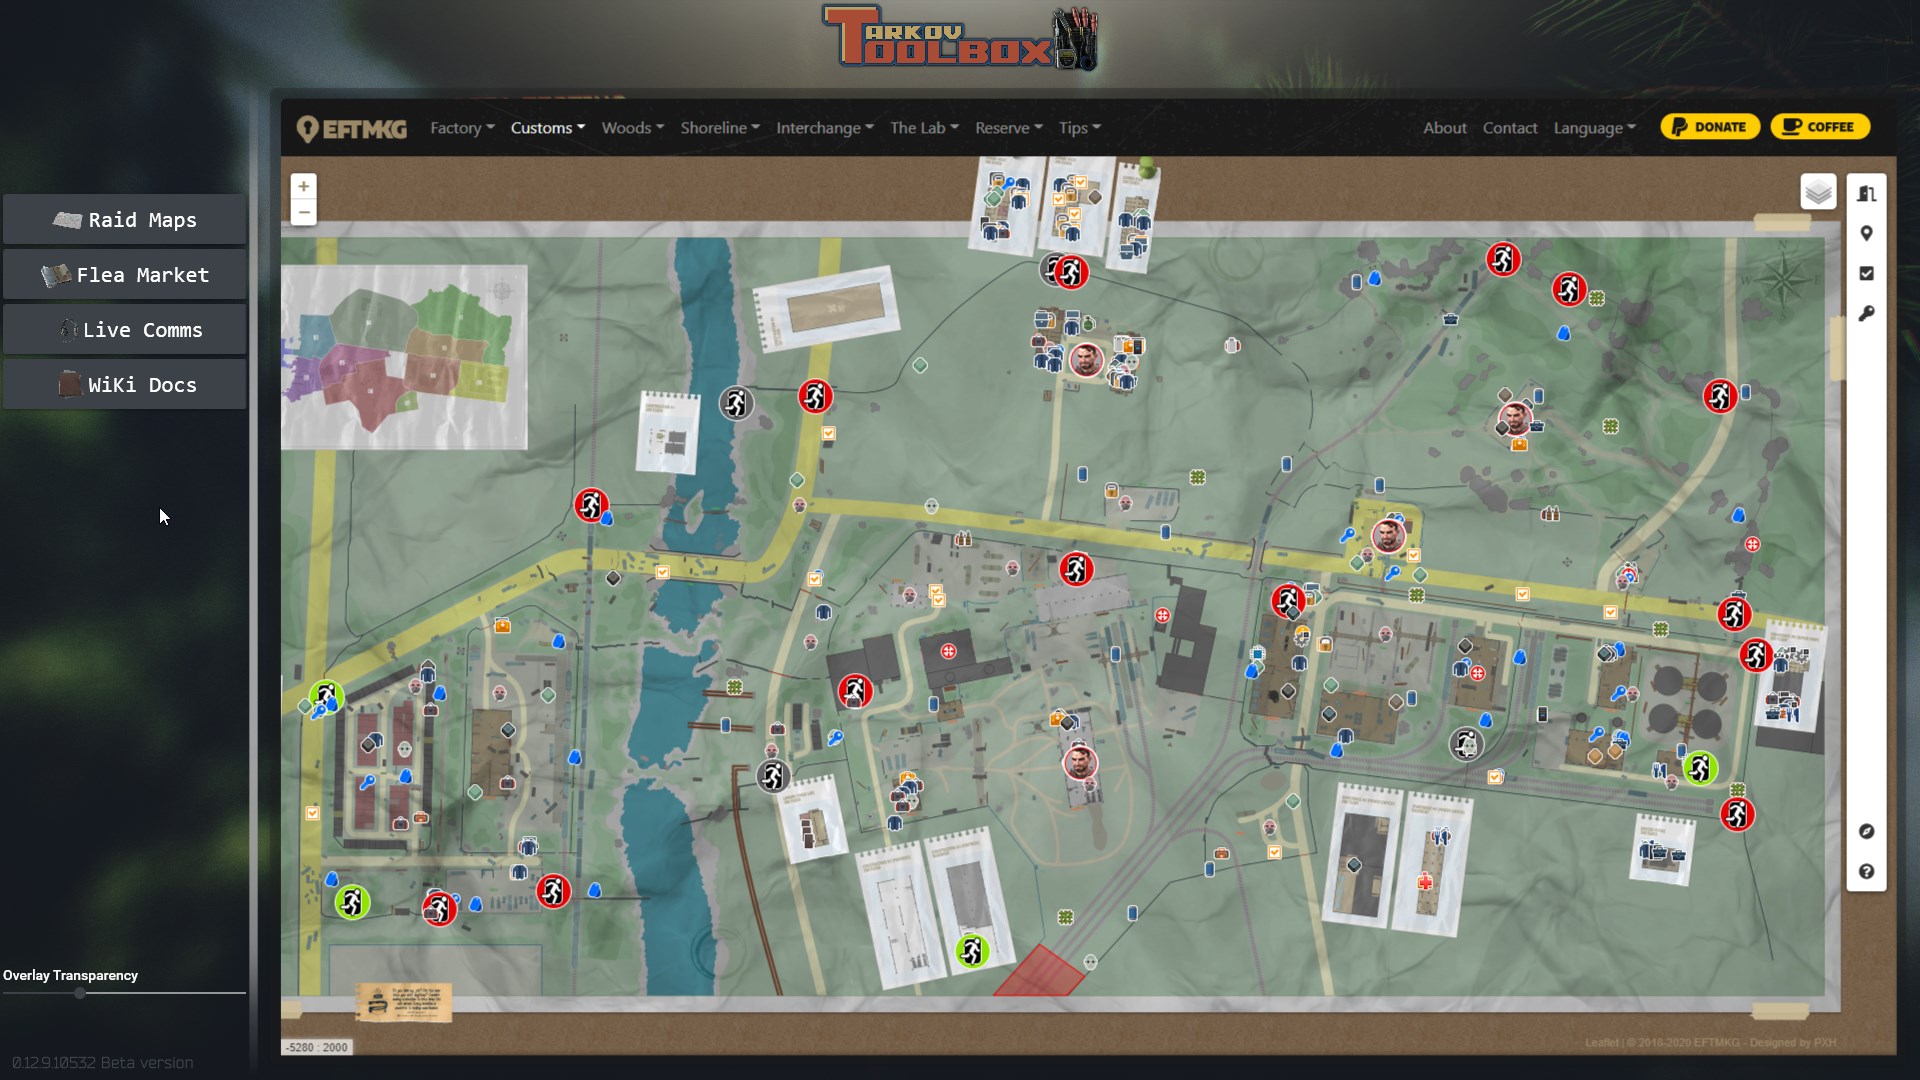 TARKOV
TOOLBOX
EFTMKG
Factory
Customs
Woods
Shoreline
Interchange
The Lab
Reserve
Tips
About
Contact
Language
DONATE
COFFEE
+
−
Raid Maps
Flea Market
Live Comms
WiKi Docs
Overlay Transparency
0.12.9.10532 Beta version
-5280 : 2000
Leaflet | © 2018-2020 EFTMKG - Designed by PXH